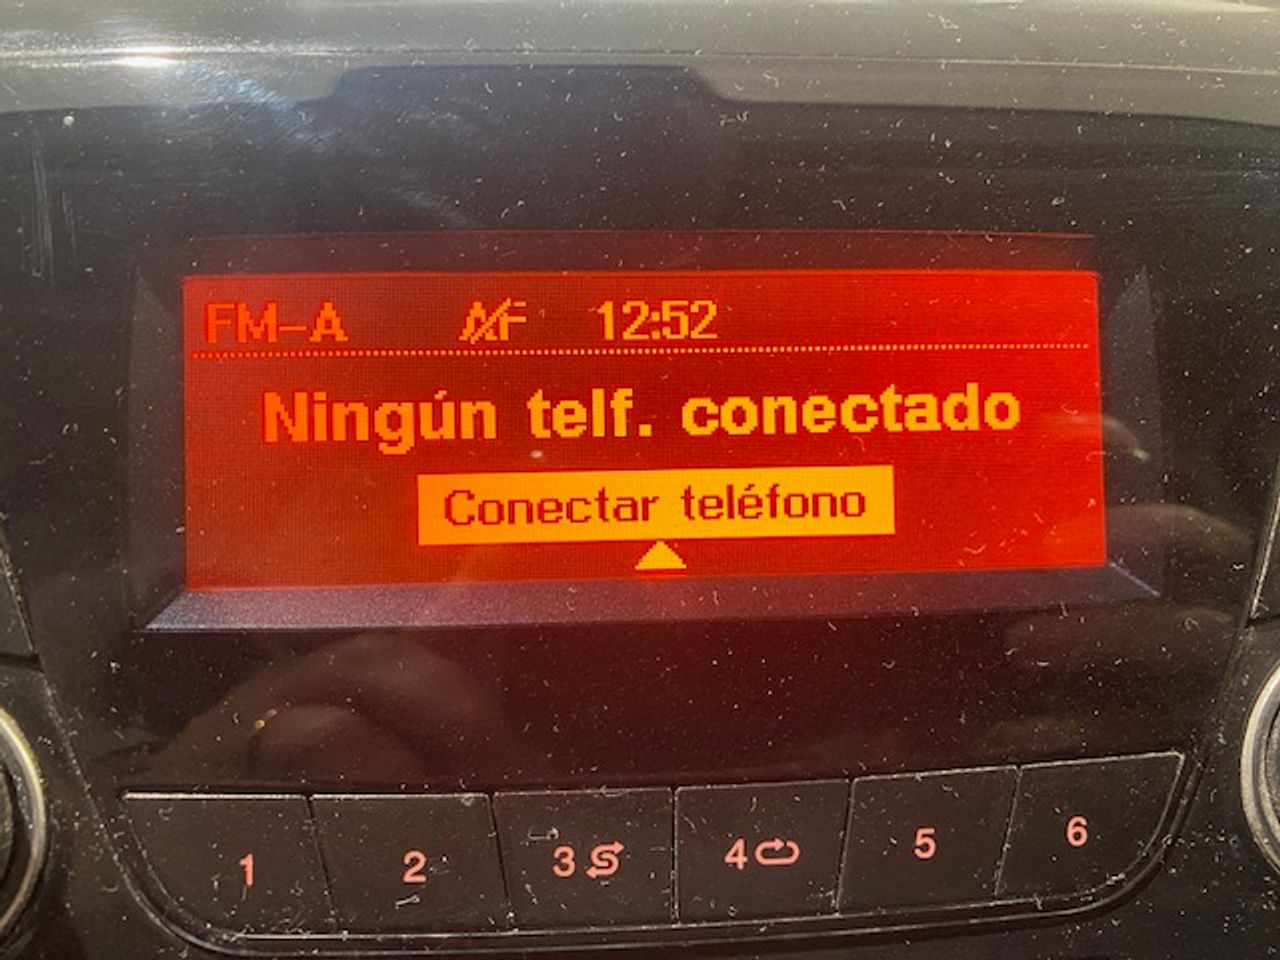 FM-A AF 12:52
Ningún telf. conectado
Conectar teléfono
1 2 3 4 5 6